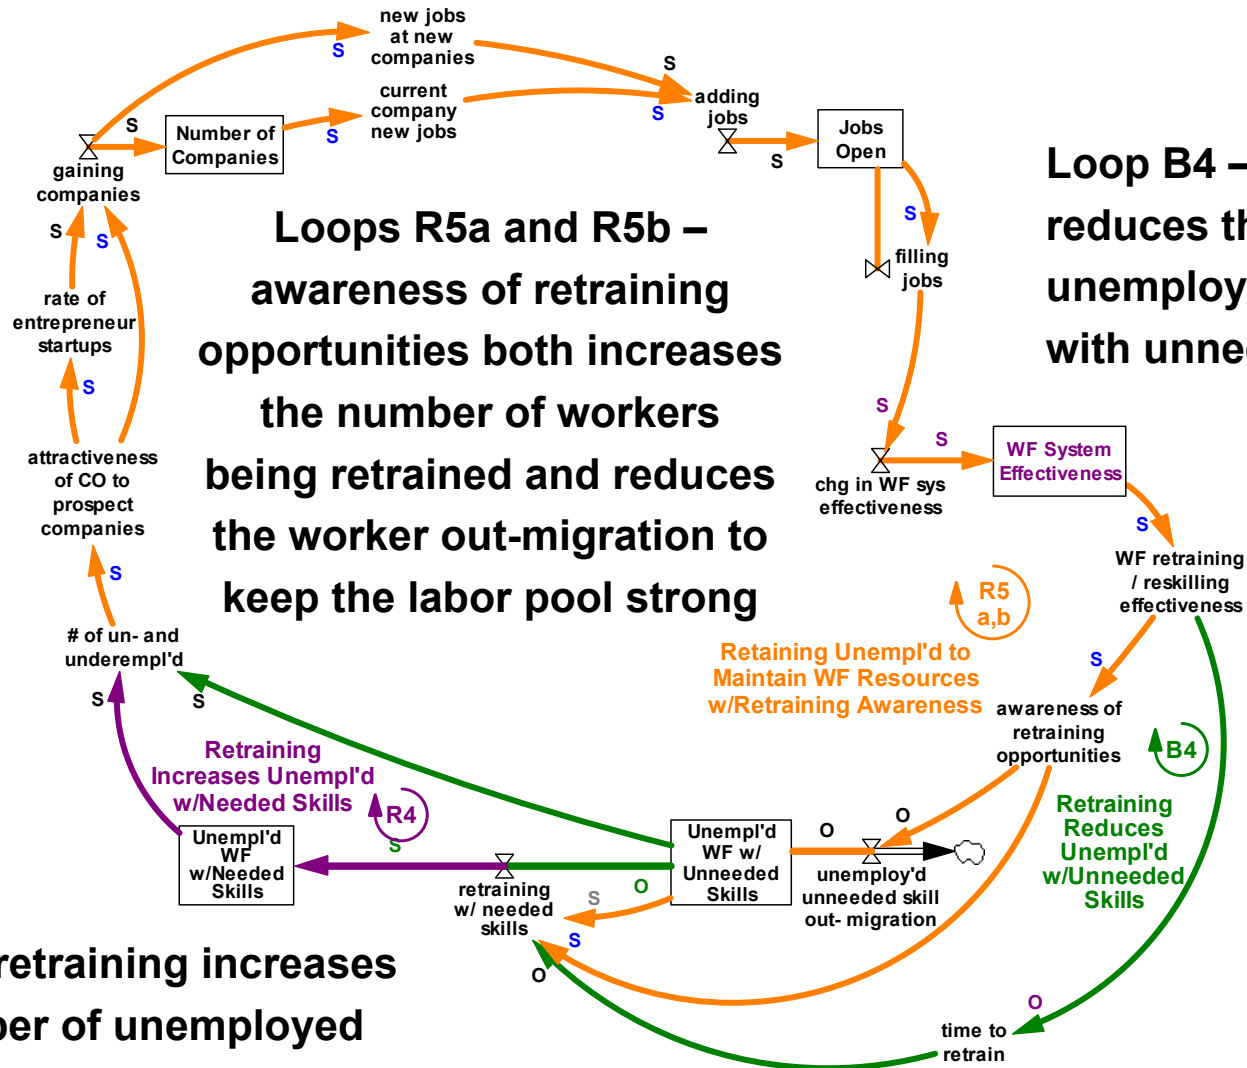 new jobs
at new
companies
S
S
current
company
new jobs
S
S
adding
jobs
S
Number of
Companies
gaining
companies
S
Jobs
Open
S
filling
jobs
Loop B4 –
reduces th
unemploy
with unnee
Loops R5a and R5b –
awareness of retraining
opportunities both increases
the number of workers
being retrained and reduces
the worker out-migration to
keep the labor pool strong
S
S
rate of
entrepreneur
startups
S
attractiveness
of CO to
prospect
companies
S
# of un- and
underempl'd
S
S
S
chg in WF sys
effectiveness
S
WF System
Effectiveness
S
WF retraining
/ reskilling
effectiveness
R5
a,b
Retaining Unempl'd to
Maintain WF Resources
w/Retraining Awareness
S
awareness of
retraining
opportunities
B4
Retraining
Reduces
Unempl'd
w/Unneeded
Skills
Retraining
Increases Unempl'd
w/Needed Skills
R4
S
Unempl'd
WF
w/Needed
Skills
retraining
w/ needed
skills
O
S
S
O
Unempl'd
WF w/
Unneeded
Skills
O
O
unemploy'd
unneeded skill
out- migration
O
time to
retrain
retraining increases
ber of unemployed